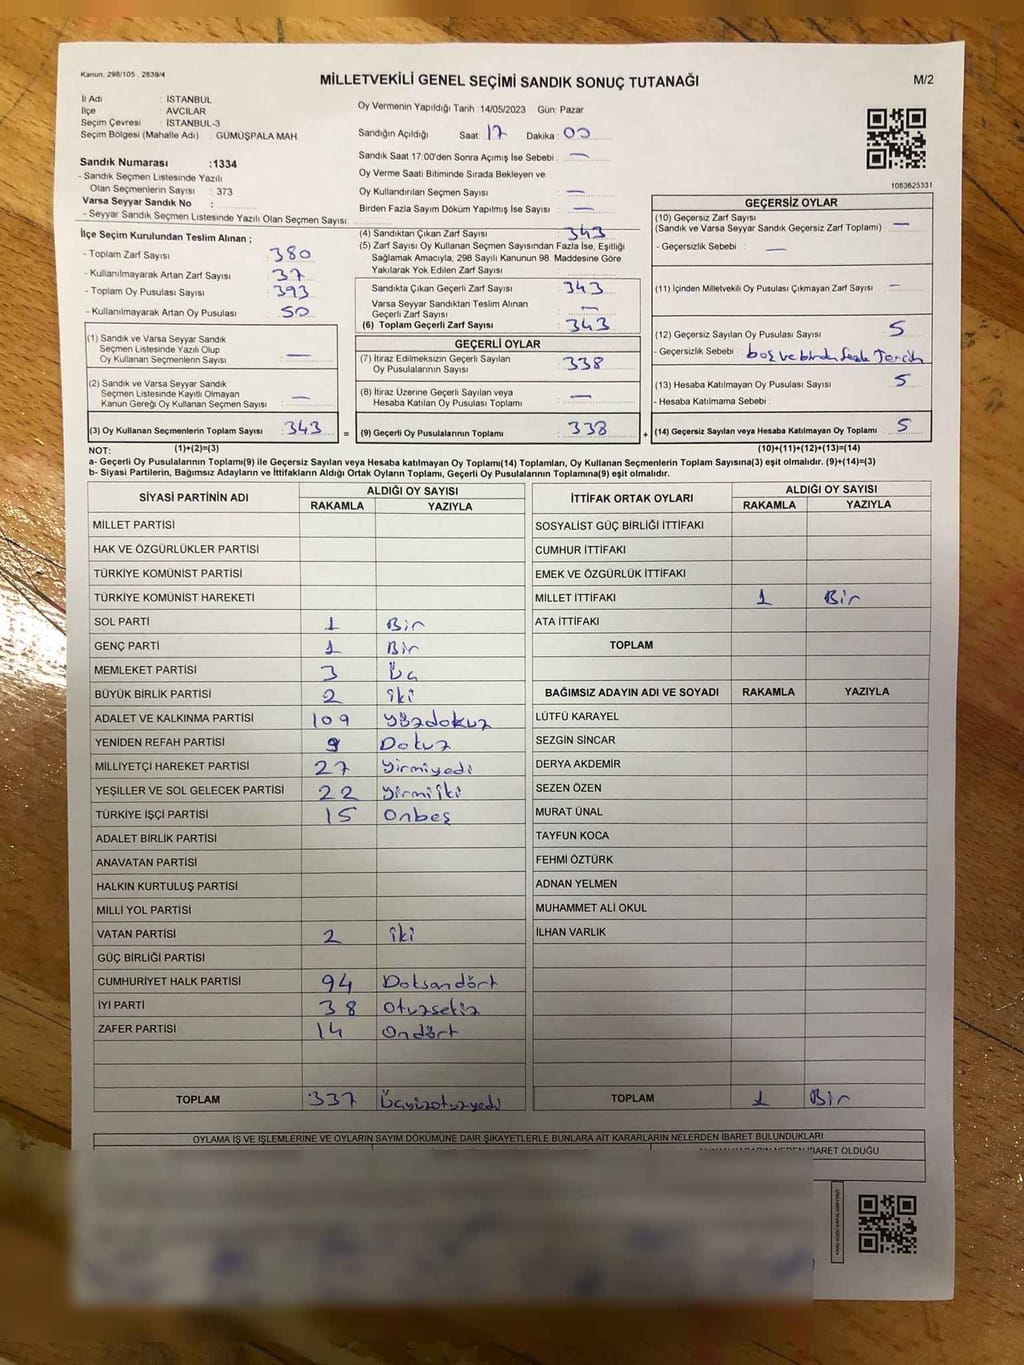 Kanun, 298/105 , 2839/4
MİLLETVEKİLİ GENEL SEÇİMİ SANDIK SONUÇ TUTANAĞI
M/2
İl Adı : İSTANBUL
İlçe : AVCILAR
Seçim Çevresi : İSTANBUL-3
Seçim Bölgesi (Mahalle Adı) : GÜMÜŞPALA MAH.
Sandık Numarası :1334
- Sandık Seçmen Listesinde Yazılı
Olan Seçmenlerin Sayısı : 373
Varsa Seyyar Sandık No :
- Seyyar Sandık Seçmen Listesinde Yazılı Olan Seçmen Sayısı:
Oy Vermenin Yapıldığı Tarih :14/05/2023 Gün: Pazar
Sandığın Açıldığı Saat: 17 Dakika: 00
Sandık Saat 17:00'den Sonra Açımış İse Sebebi : —
Oy Verme Saati Bitiminde Sırada Bekleyen ve
Oy Kullandırılan Seçmen Sayısı : —
Birden Fazla Sayım Döküm Yapılmış İse Sayısı : —
1083625331
İlçe Seçim Kurulundan Teslim Alınan ;
- Toplam Zarf Sayısı : 380
- Kullanılmayarak Artan Zarf Sayısı : 37
- Toplam Oy Pusulası Sayısı : 393
- Kullanılmayarak Artan Oy Pusulası : 50
(1) Sandık ve Varsa Seyyar Sandık
Seçmen Listesinde Yazılı Olup
Oy Kullanan Seçmen Sayısı : —
(2) Sandık ve Varsa Seyyar Sandık
Seçmen Listesinde Kayıtlı Olmayan
Kanun Gereği Oy Kullanan Seçmen Sayısı : —
(3) Oy Kullanan Seçmenlerin Toplam Sayısı : 343 =
(4) Sandıktan Çıkan Zarf Sayısı : 343
(5) Zarf Sayısı Oy Kullanan Seçmen Sayısından Fazla İse, Eşitliği
Sağlamak Amacıyla, 298 Sayılı Kanunun 98. Maddesine Göre
Yakılarak Yok Edilen Zarf Sayısı :
Sandıkta Çıkan Geçerli Zarf Sayısı : 343
Varsa Seyyar Sandıktan Teslim Alınan
Geçerli Zarf Sayısı : —
(6) Toplam Geçerli Zarf Sayısı : 343
GEÇERLİ OYLAR
(7) İtiraz Edilmeksizin Geçerli Sayılan
Oy Pusulalarının Sayısı : 338
(8) İtiraz Üzerine Geçerli Sayılan veya
Hesaba Katılan Oy Pusulası Toplamı : —
(9) Geçerli Oy Pusulalarının Toplamı : 338 +
GEÇERSİZ OYLAR
(10) Geçersiz Zarf Sayısı
(Sandık ve Varsa Seyyar Sandık Geçersiz Zarf Toplamı) : —
- Geçersizlik Sebebi : —
(11) İçinden Milletvekili Oy Pusulası Çıkmayan Zarf Sayısı : —
(12) Geçersiz Sayılan Oy Pusulası Sayısı : 5
- Geçersizlik Sebebi : boş ve birden fazla Tercih
(13) Hesaba Katılmayan Oy Pusulası Sayısı : 5
- Hesaba Katılmama Sebebi :
(14) Geçersiz Sayılan veya Hesaba Katılmayan Oy Toplamı : 5
NOT: (1)+(2)=(3) (10)+(11)+(12)+(13)=(14)
a- Geçerli Oy Pusulalarının Toplamı(9) ile Geçersiz Sayılan veya Hesaba katılmayan Oy Toplamı(14) Toplamları, Oy Kullanan Seçmenlerin Toplam Sayısına(3) eşit olmalıdır. (9)+(14)=(3)
b- Siyasi Partilerin, Bağımsız Adayların ve İttifakların Aldığı Oyların Toplamı, Geçerli Oy Pusulalarının Toplamına(9) eşit olmalıdır.
SİYASİ PARTİNİN ADI ALDIĞI OY SAYISI
RAKAMLA YAZIYLA
MİLLET PARTİSİ
HAK VE ÖZGÜRLÜKLER PARTİSİ
TÜRKİYE KOMÜNİST PARTİSİ
TÜRKİYE KOMÜNİST HAREKETİ
SOL PARTİ 1 Bir
GENÇ PARTİ 1 Bir
MEMLEKET PARTİSİ 3 Üç
BÜYÜK BİRLİK PARTİSİ 2 iki
ADALET VE KALKINMA PARTİSİ 109 yüzdokuz
YENİDEN REFAH PARTİSİ 9 Dokuz
MİLLİYETÇİ HAREKET PARTİSİ 27 yirmiyedi
YEŞİLLER VE SOL GELECEK PARTİSİ 22 yirmiiki
TÜRKİYE İŞÇİ PARTİSİ 15 Onbeş
ADALET BİRLİK PARTİSİ
ANAVATAN PARTİSİ
HALKIN KURTULUŞ PARTİSİ
MİLLİ YOL PARTİSİ
VATAN PARTİSİ 2 iki
GÜÇ BİRLİĞİ PARTİSİ
CUMHURİYET HALK PARTİSİ 94 Doksandört
İYİ PARTİ 38 Otuzsekiz
ZAFER PARTİSİ 14 Ondört
TOPLAM 337 Üçyüzotuzyedi
İTTİFAK ORTAK OYLARI ALDIĞI OY SAYISI
RAKAMLA YAZIYLA
SOSYALİST GÜÇ BİRLİĞİ İTTİFAKI
CUMHUR İTTİFAKI
EMEK VE ÖZGÜRLÜK İTTİFAKI
MİLLET İTTİFAKI 1 Bir
ATA İTTİFAKI
TOPLAM
BAĞIMSIZ ADAYIN ADI VE SOYADI RAKAMLA YAZIYLA
LÜTFÜ KARAYEL
SEZGİN SİNCAR
DERYA AKDEMİR
SEZEN ÖZEN
MURAT ÜNAL
TAYFUN KOCA
FEHMİ ÖZTÜRK
ADNAN YELMEN
MUHAMMET ALİ OKUL
İLHAN VARLIK
TOPLAM 1 Bir
OYLAMA İŞ VE İŞLEMLERİNE VE OYLARIN SAYIM DÖKÜMÜNE DAİR ŞİKAYETLERLE BUNLARA AİT KARARLARIN NELERDEN İBARET BULUNDUKLARI
İBARET OLDUĞU